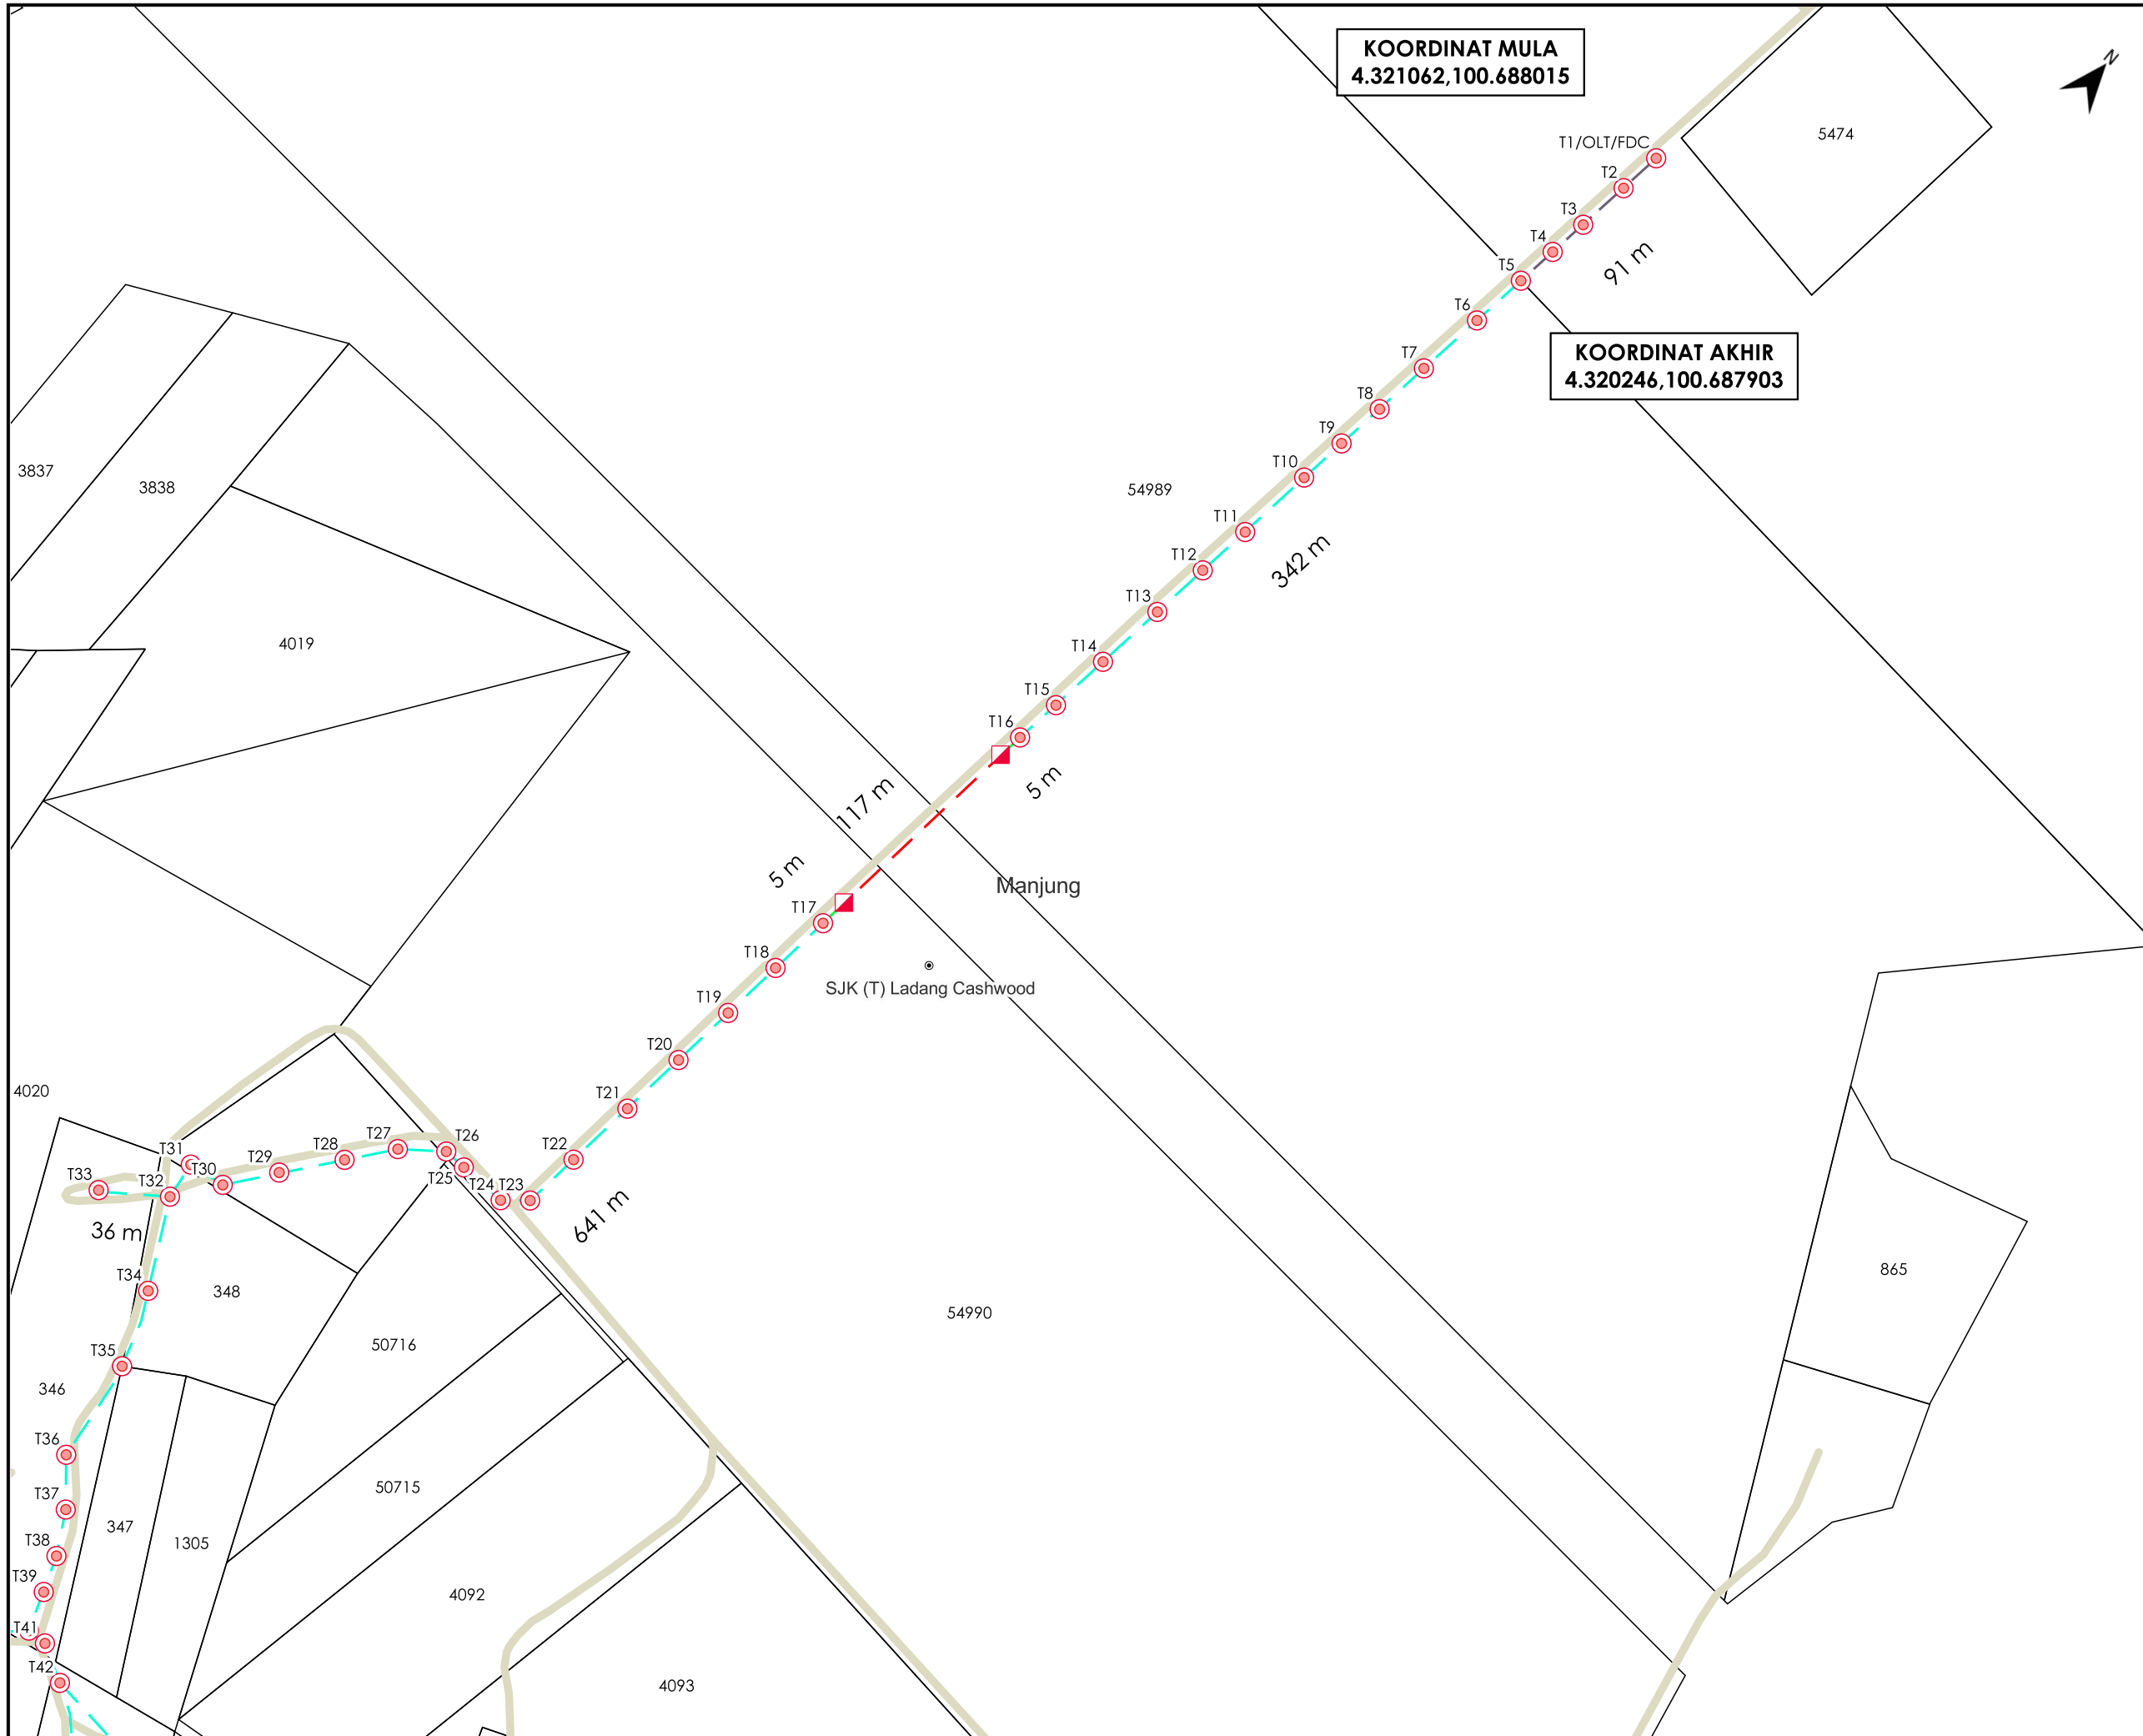 KOORDINAT MULA
4.321062,100.688015
N
5474
T1/OLT/FDC
T2
T3
T4
91 m
T5
T6
KOORDINAT AKHIR
4.320246,100.687903
T7
T8
T9
T10
3837
3838
54989
T11
T12
342 m
T13
T14
4019
T15
T16
5 m
117 m
5 m
Manjung
T17
T18
SJK (T) Ladang Cashwood
T19
T20
4020
T21
T22
T26
T27
T28
T31
T29
T30
T25
T24
T23
T33
T32
641 m
36 m
T34
348
865
54990
50716
T35
346
T36
50715
T37
347
1305
T38
T39
4092
T41
T42
4093